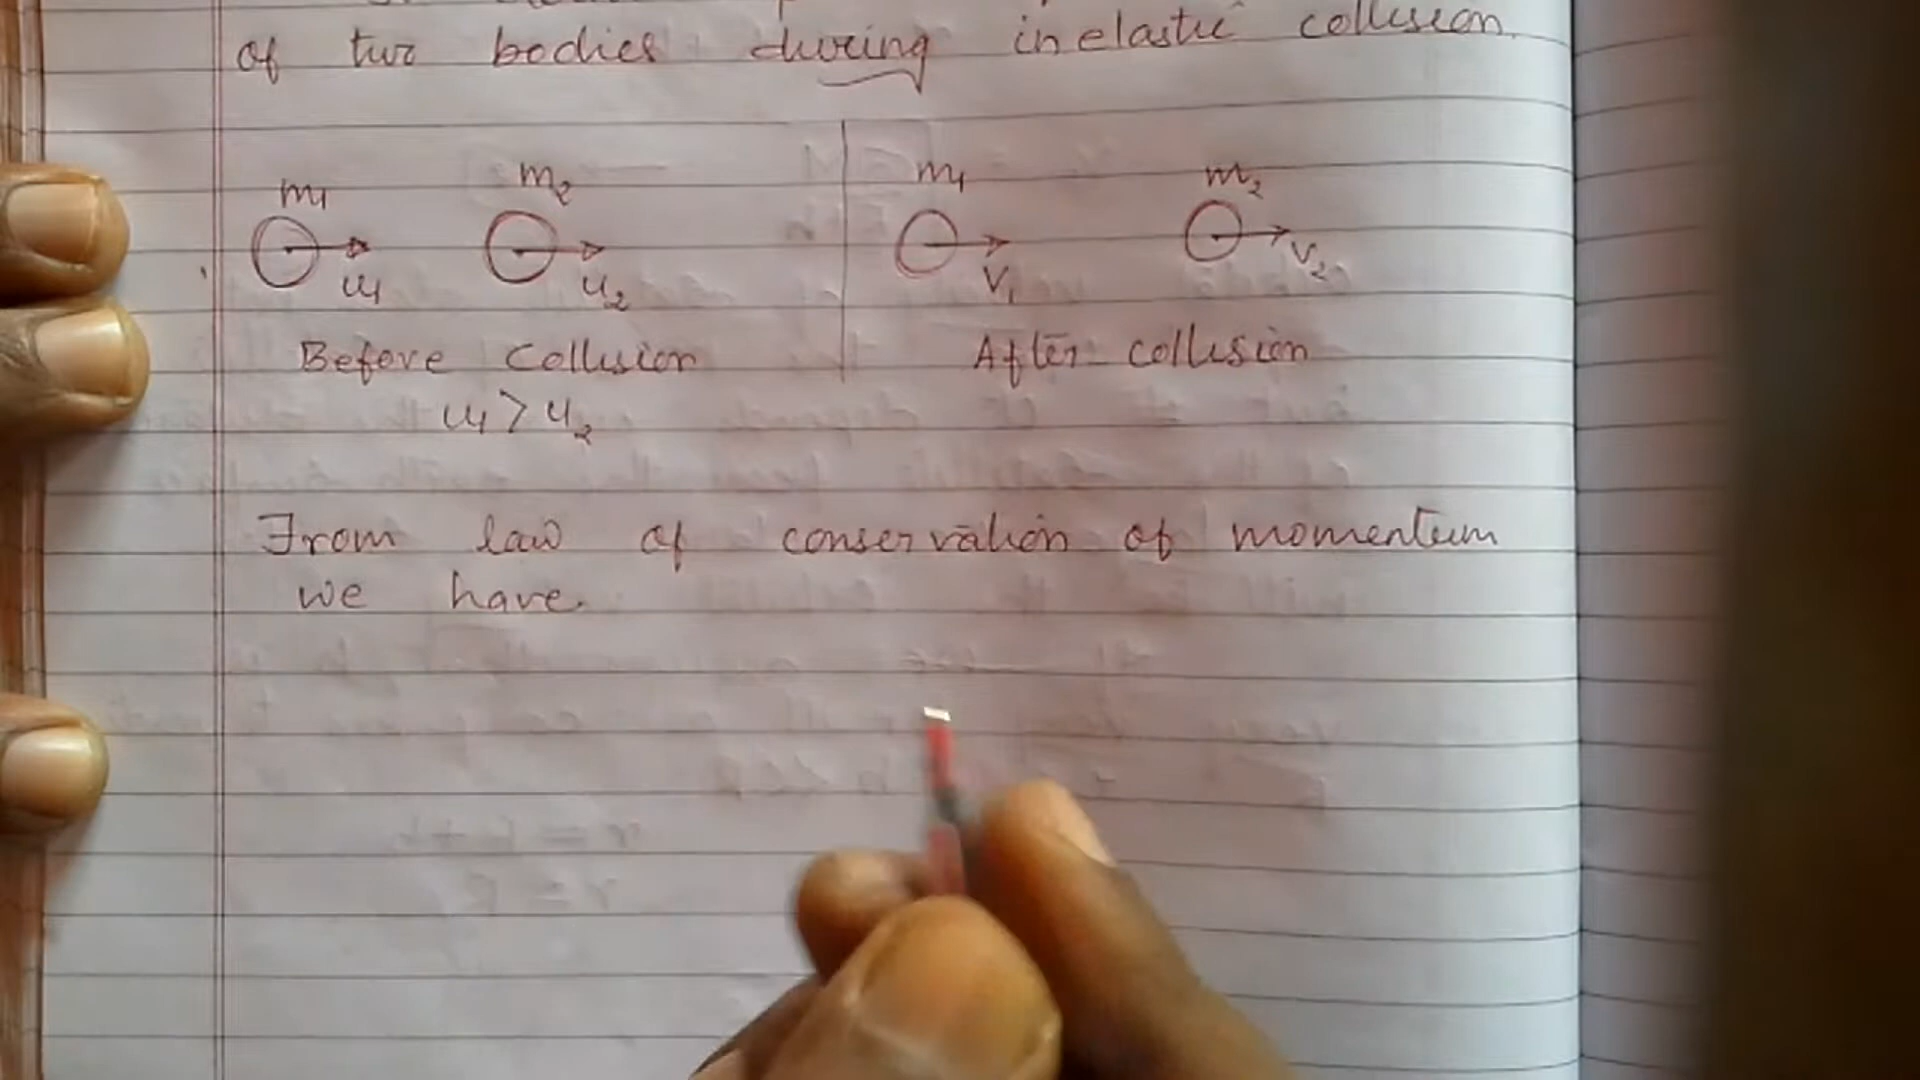 of two bodies during inelastic collision.
m₁ m₂ m₁ m₂
u₁ u₂ v₁ v₂
Before Collision After collision
u₁ > u₂
From law of conservation of momentum
we have.